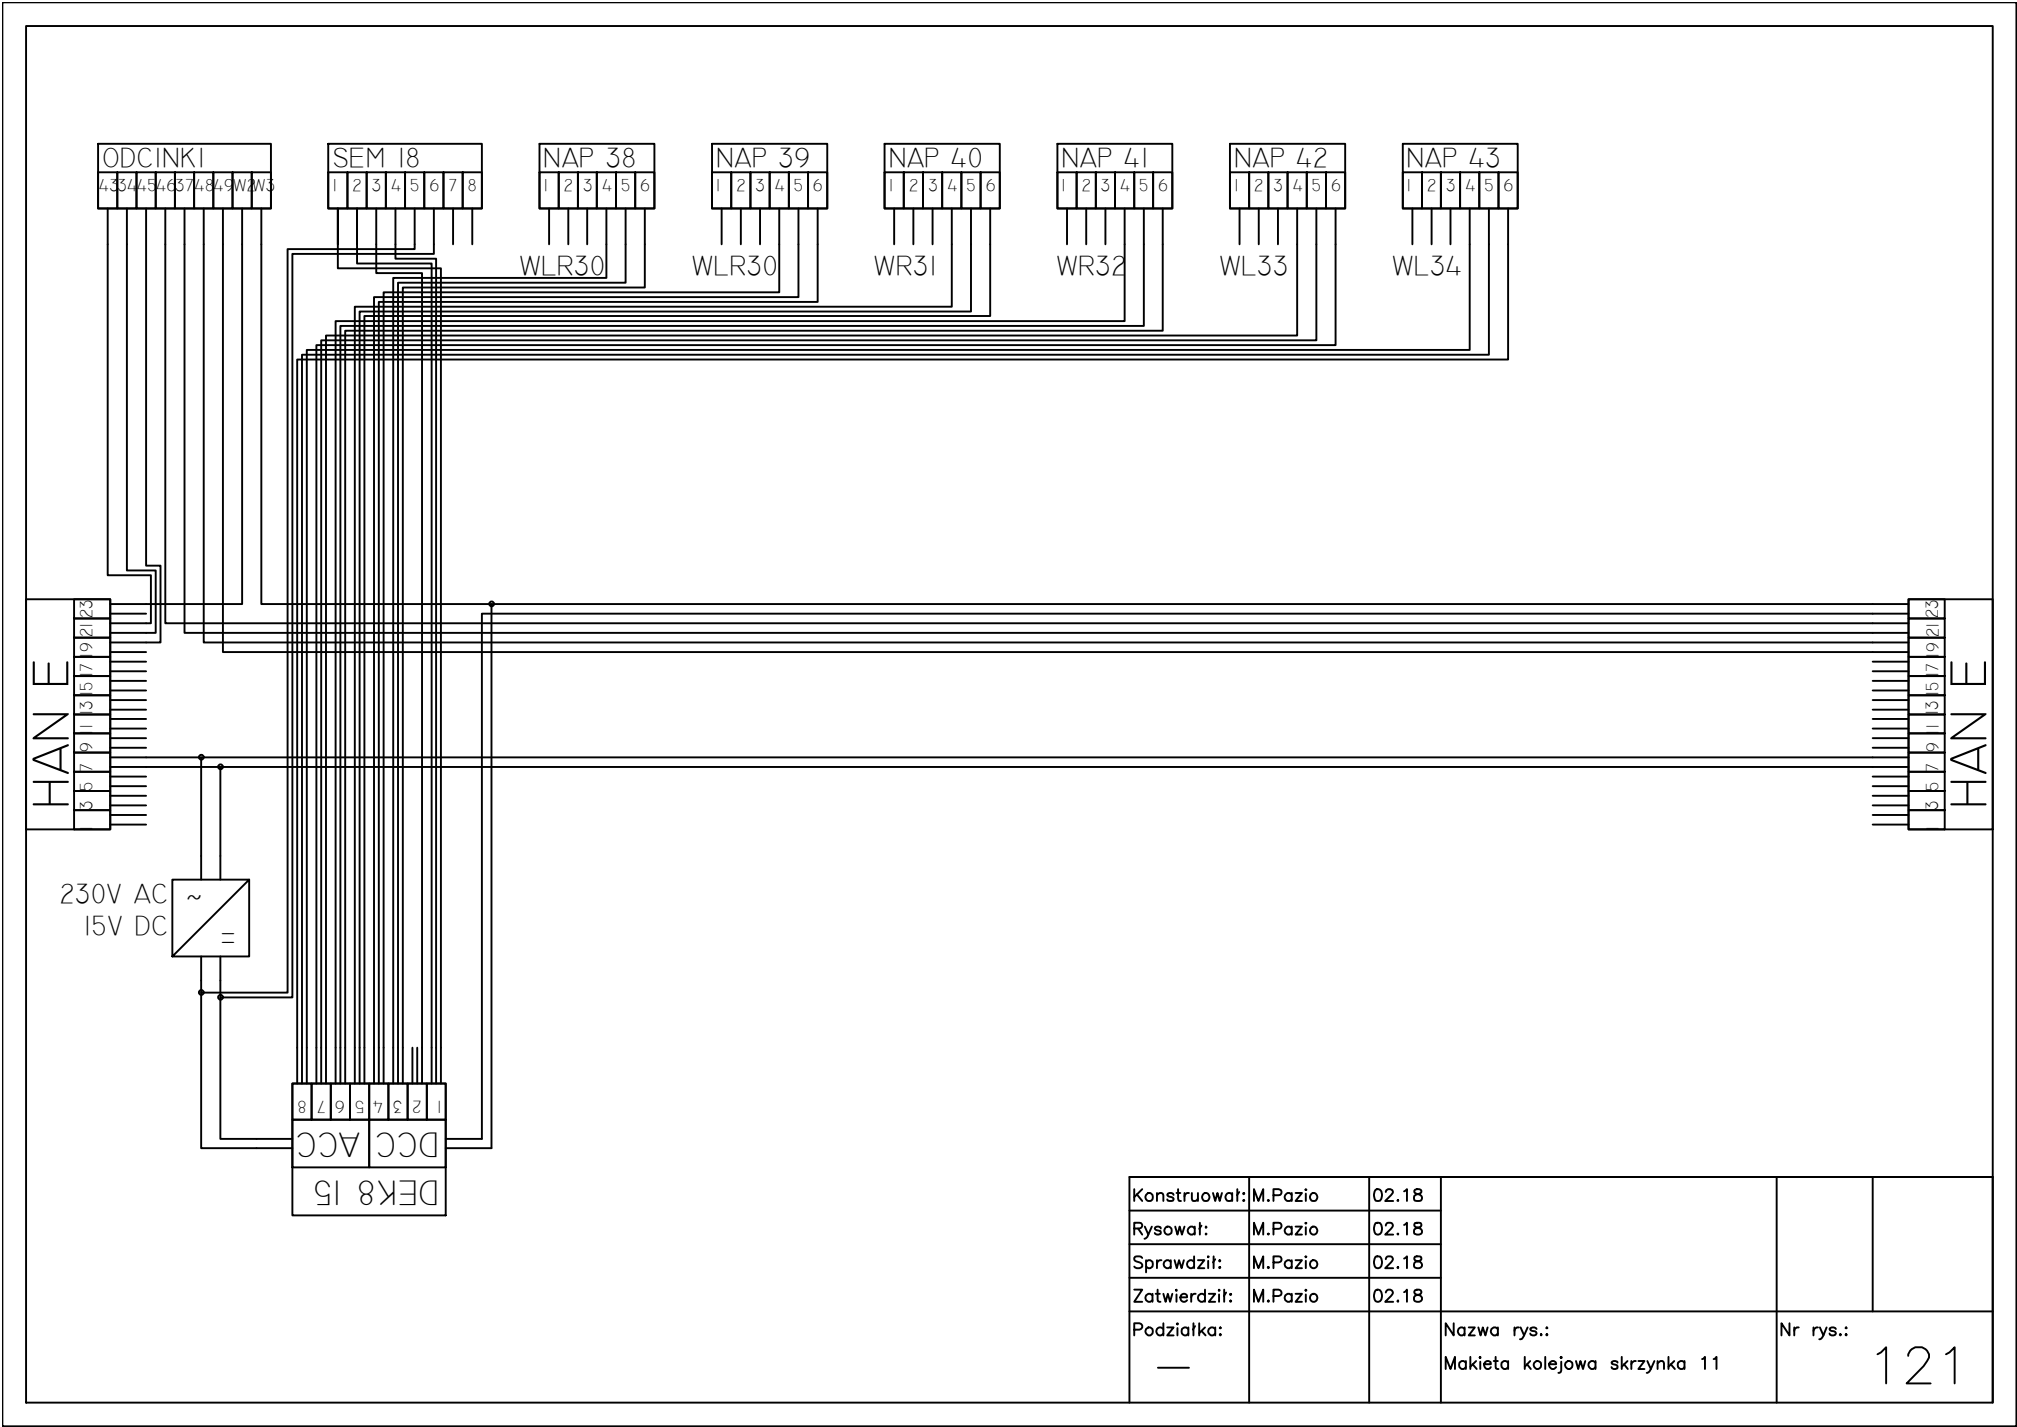 ODCINKI
43 34 45 46 37 48 49 W2 W3
SEM 18
1 2 3 4 5 6 7 8
NAP 38
1 2 3 4 5 6
WLR30
NAP 39
1 2 3 4 5 6
WLR30
NAP 40
1 2 3 4 5 6
WR31
NAP 41
1 2 3 4 5 6
WR32
NAP 42
1 2 3 4 5 6
WL33
NAP 43
1 2 3 4 5 6
WL34
HAN E
23 21 19 17 15 13 11 9 7 5 3 1
23 21 19 17 15 13 11 9 7 5 3 1
HAN E
230V AC
15V DC
~
=
8 7 6 5 4 3 2 1
ACC
DCC
DEK8 15
Konstruował: M.Pazio 02.18
Rysował: M.Pazio 02.18
Sprawdził: M.Pazio 02.18
Zatwierdził: M.Pazio 02.18
Podziałka:
—
Nazwa rys.:
Makieta kolejowa skrzynka 11
Nr rys.:
121